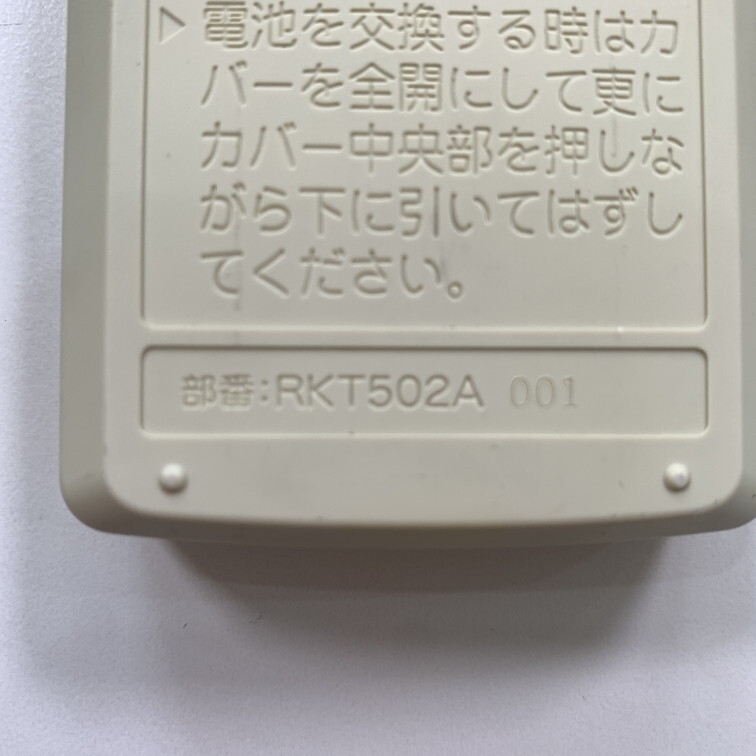 ▷電池を交換する時はカ
バーを全開にして更に
カバー中央部を押しな
がら下に引いてはずし
てください。
部番:RKT502A 001